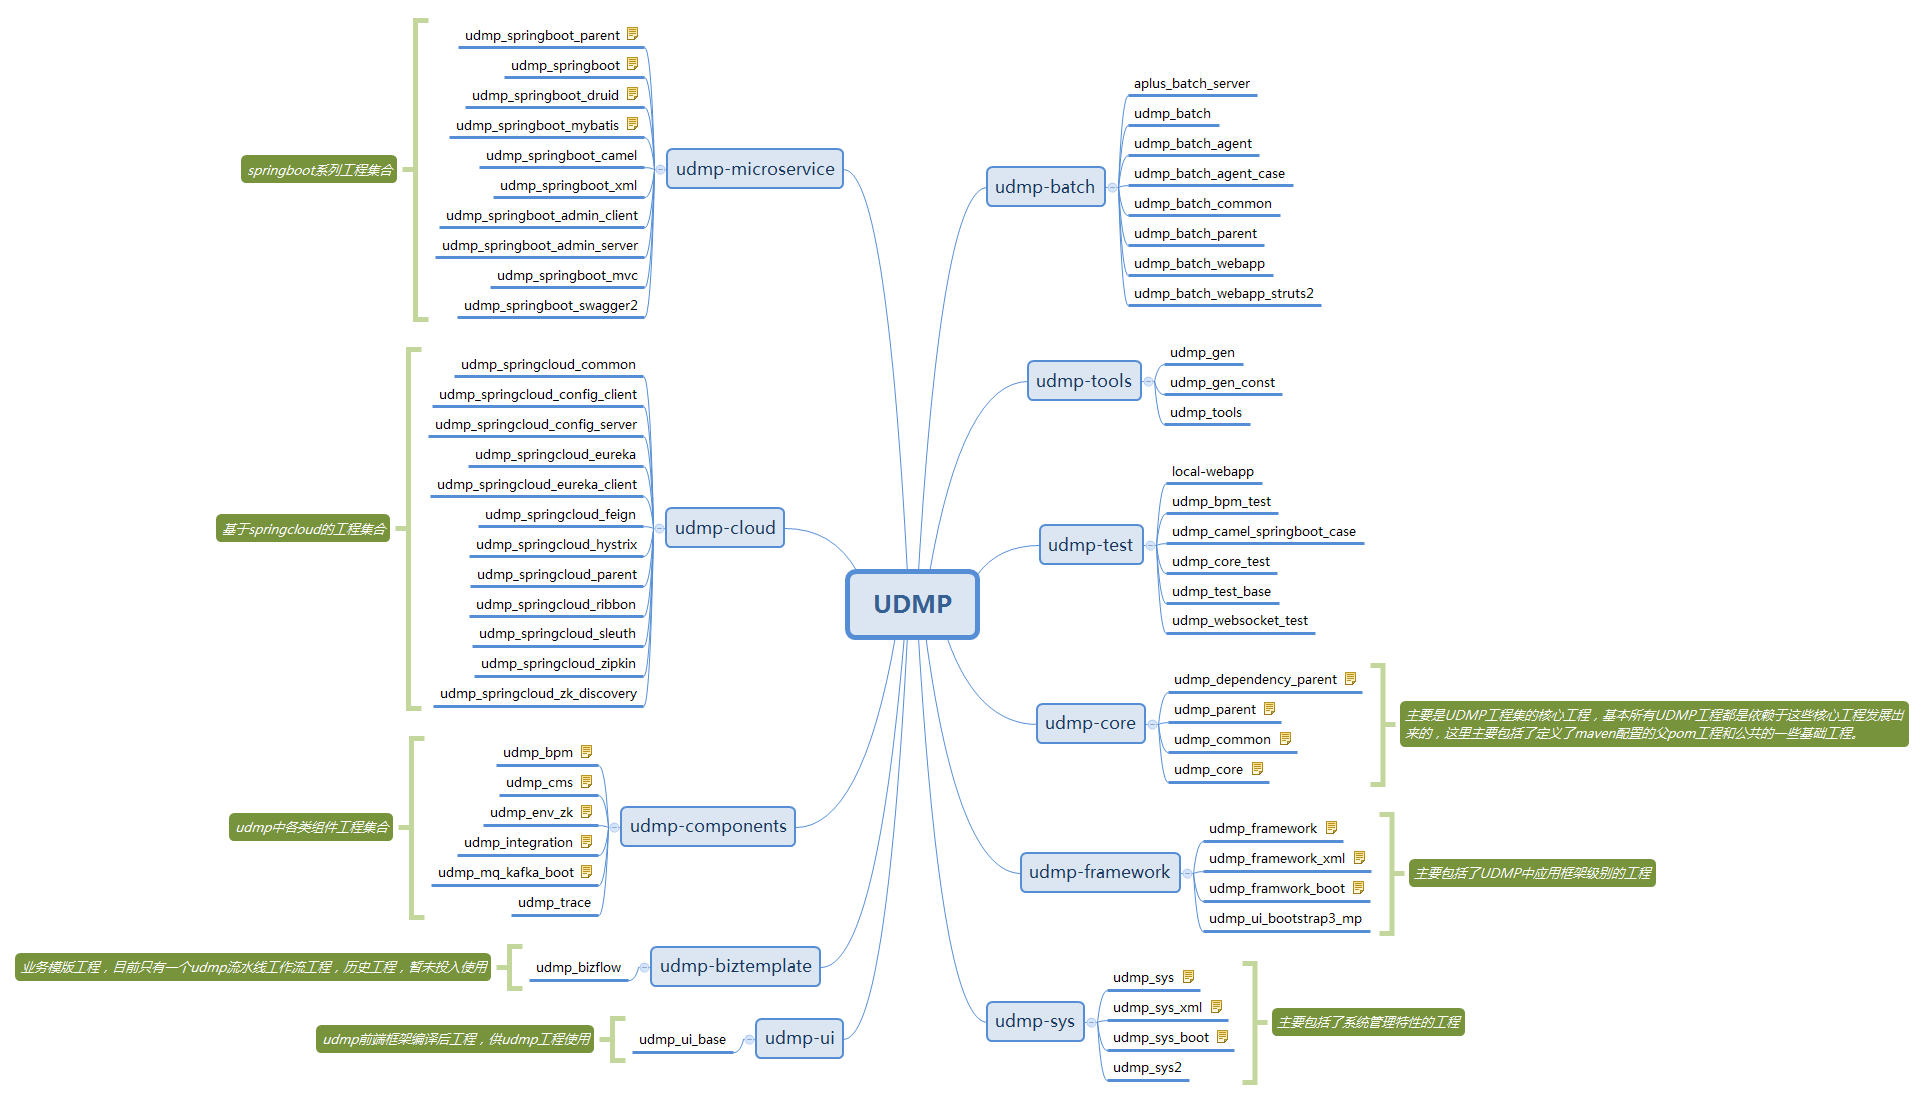 UDMP
udmp-microservice
springboot系列工程集合
udmp_springboot_parent
udmp_springboot
udmp_springboot_druid
udmp_springboot_mybatis
udmp_springboot_camel
udmp_springboot_xml
udmp_springboot_admin_client
udmp_springboot_admin_server
udmp_springboot_mvc
udmp_springboot_swagger2
udmp-cloud
基于springcloud的工程集合
udmp_springcloud_common
udmp_springcloud_config_client
udmp_springcloud_config_server
udmp_springcloud_eureka
udmp_springcloud_eureka_client
udmp_springcloud_feign
udmp_springcloud_hystrix
udmp_springcloud_parent
udmp_springcloud_ribbon
udmp_springcloud_sleuth
udmp_springcloud_zipkin
udmp_springcloud_zk_discovery
udmp-components
udmp中各类组件工程集合
udmp_bpm
udmp_cms
udmp_env_zk
udmp_integration
udmp_mq_kafka_boot
udmp_trace
udmp-biztemplate
业务模版工程，目前只有一个udmp流水线工作流工程，历史工程，暂未投入使用
udmp_bizflow
udmp-ui
udmp前端框架编译后工程，供udmp工程使用
udmp_ui_base
udmp-batch
aplus_batch_server
udmp_batch
udmp_batch_agent
udmp_batch_agent_case
udmp_batch_common
udmp_batch_parent
udmp_batch_webapp
udmp_batch_webapp_struts2
udmp-tools
udmp_gen
udmp_gen_const
udmp_tools
udmp-test
local-webapp
udmp_bpm_test
udmp_camel_springboot_case
udmp_core_test
udmp_test_base
udmp_websocket_test
udmp-core
udmp_dependency_parent
udmp_parent
udmp_common
udmp_core
主要是UDMP工程集的核心工程，基本所有UDMP工程都是依赖于这些核心工程发展出
来的，这里主要包括了定义了maven配置的父pom工程和公共的一些基础工程。
udmp-framework
udmp_framework
udmp_framework_xml
udmp_framwork_boot
udmp_ui_bootstrap3_mp
主要包括了UDMP中应用框架级别的工程
udmp-sys
udmp_sys
udmp_sys_xml
udmp_sys_boot
udmp_sys2
主要包括了系统管理特性的工程